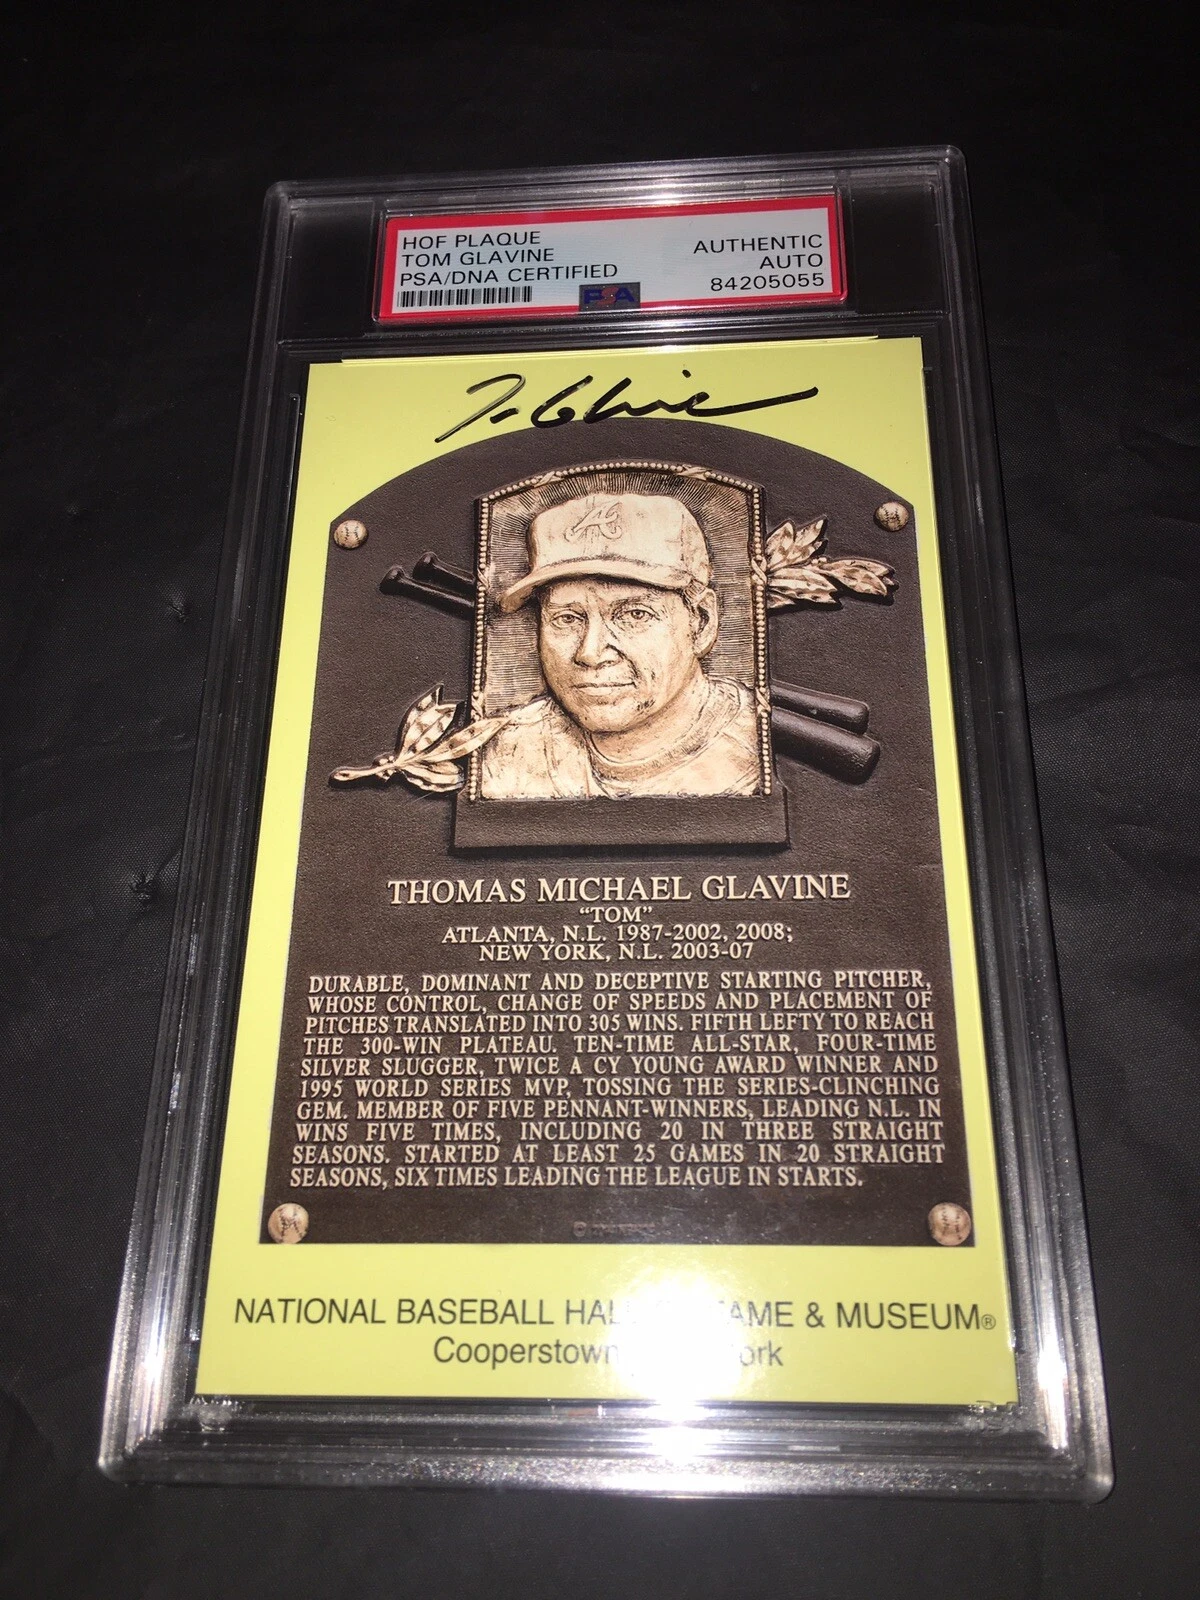 HOF PLAQUE
TOM GLAVINE
PSA/DNA CERTIFIED
AUTHENTIC
AUTO
84205055
PSA
Tom Glavine
A
THOMAS MICHAEL GLAVINE
“TOM”
ATLANTA, N.L. 1987-2002, 2008;
NEW YORK, N.L. 2003-07
DURABLE, DOMINANT AND DECEPTIVE STARTING PITCHER,
WHOSE CONTROL, CHANGE OF SPEEDS AND PLACEMENT OF
PITCHES TRANSLATED INTO 305 WINS. FIFTH LEFTY TO REACH
THE 300-WIN PLATEAU. TEN-TIME ALL-STAR, FOUR-TIME
SILVER SLUGGER, TWICE A CY YOUNG AWARD WINNER AND
1995 WORLD SERIES MVP, TOSSING THE SERIES-CLINCHING
GEM. MEMBER OF FIVE PENNANT-WINNERS, LEADING N.L. IN
WINS FIVE TIMES, INCLUDING 20 IN THREE STRAIGHT
SEASONS. STARTED AT LEAST 25 GAMES IN 20 STRAIGHT
SEASONS, SIX TIMES LEADING THE LEAGUE IN STARTS.
NATIONAL BASEBALL HALL FAME & MUSEUM®
Cooperstown